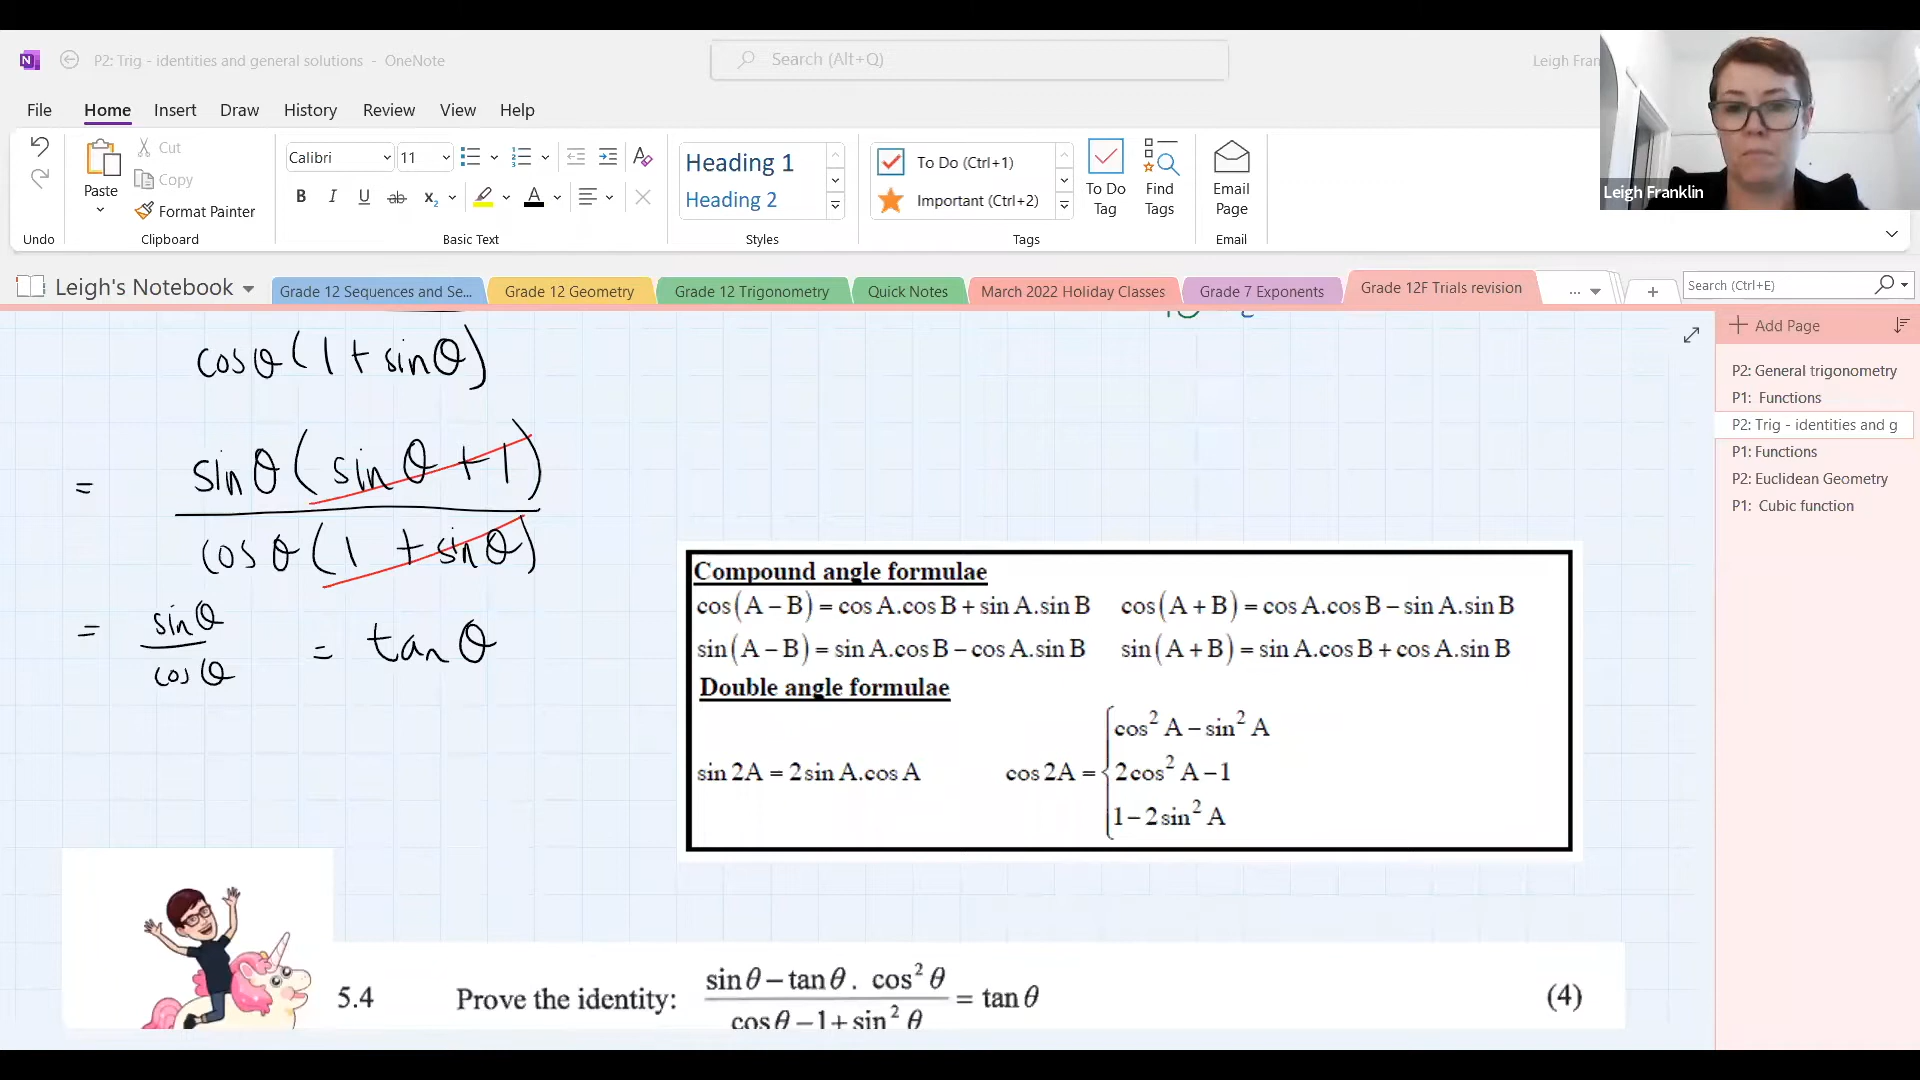 P2: Trig - identities and general solutions - OneNote
Search (Alt+Q)
Leigh Fran
File Home Insert Draw History Review View Help
Paste
Cut
Copy
Format Painter
Calibri 11
B I U ab x₂ A
Heading 1
Heading 2
To Do (Ctrl+1)
Important (Ctrl+2)
To Do Tag
Find Tags
Email Page
Leigh Franklin
Undo Clipboard Basic Text Styles Tags Email
Leigh's Notebook
Grade 12 Sequences and Se...
Grade 12 Geometry
Grade 12 Trigonometry
Quick Notes
March 2022 Holiday Classes
Grade 7 Exponents
Grade 12F Trials revision
...
Search (Ctrl+E)
Add Page
P2: General trigonometry
P1: Functions
P2: Trig - identities and g
P1: Functions
P2: Euclidean Geometry
P1: Cubic function
cosθ(1+sinθ)
= sinθ(sinθ+1)
cosθ(1+sinθ)
= sinθ/cosθ = tanθ
Compound angle formulae
cos(A−B)=cos A.cos B+sin A.sin B cos(A+B)=cos A.cos B−sin A.sin B
sin(A−B)=sin A.cos B−cos A.sin B sin(A+B)=sin A.cos B+cos A.sin B
Double angle formulae
cos² A−sin² A
sin 2A=2sin A.cos A cos 2A= 2cos² A−1
1−2sin² A
5.4 Prove the identity: sinθ−tanθ. cos²θ / cosθ−1+sin²θ = tanθ (4)